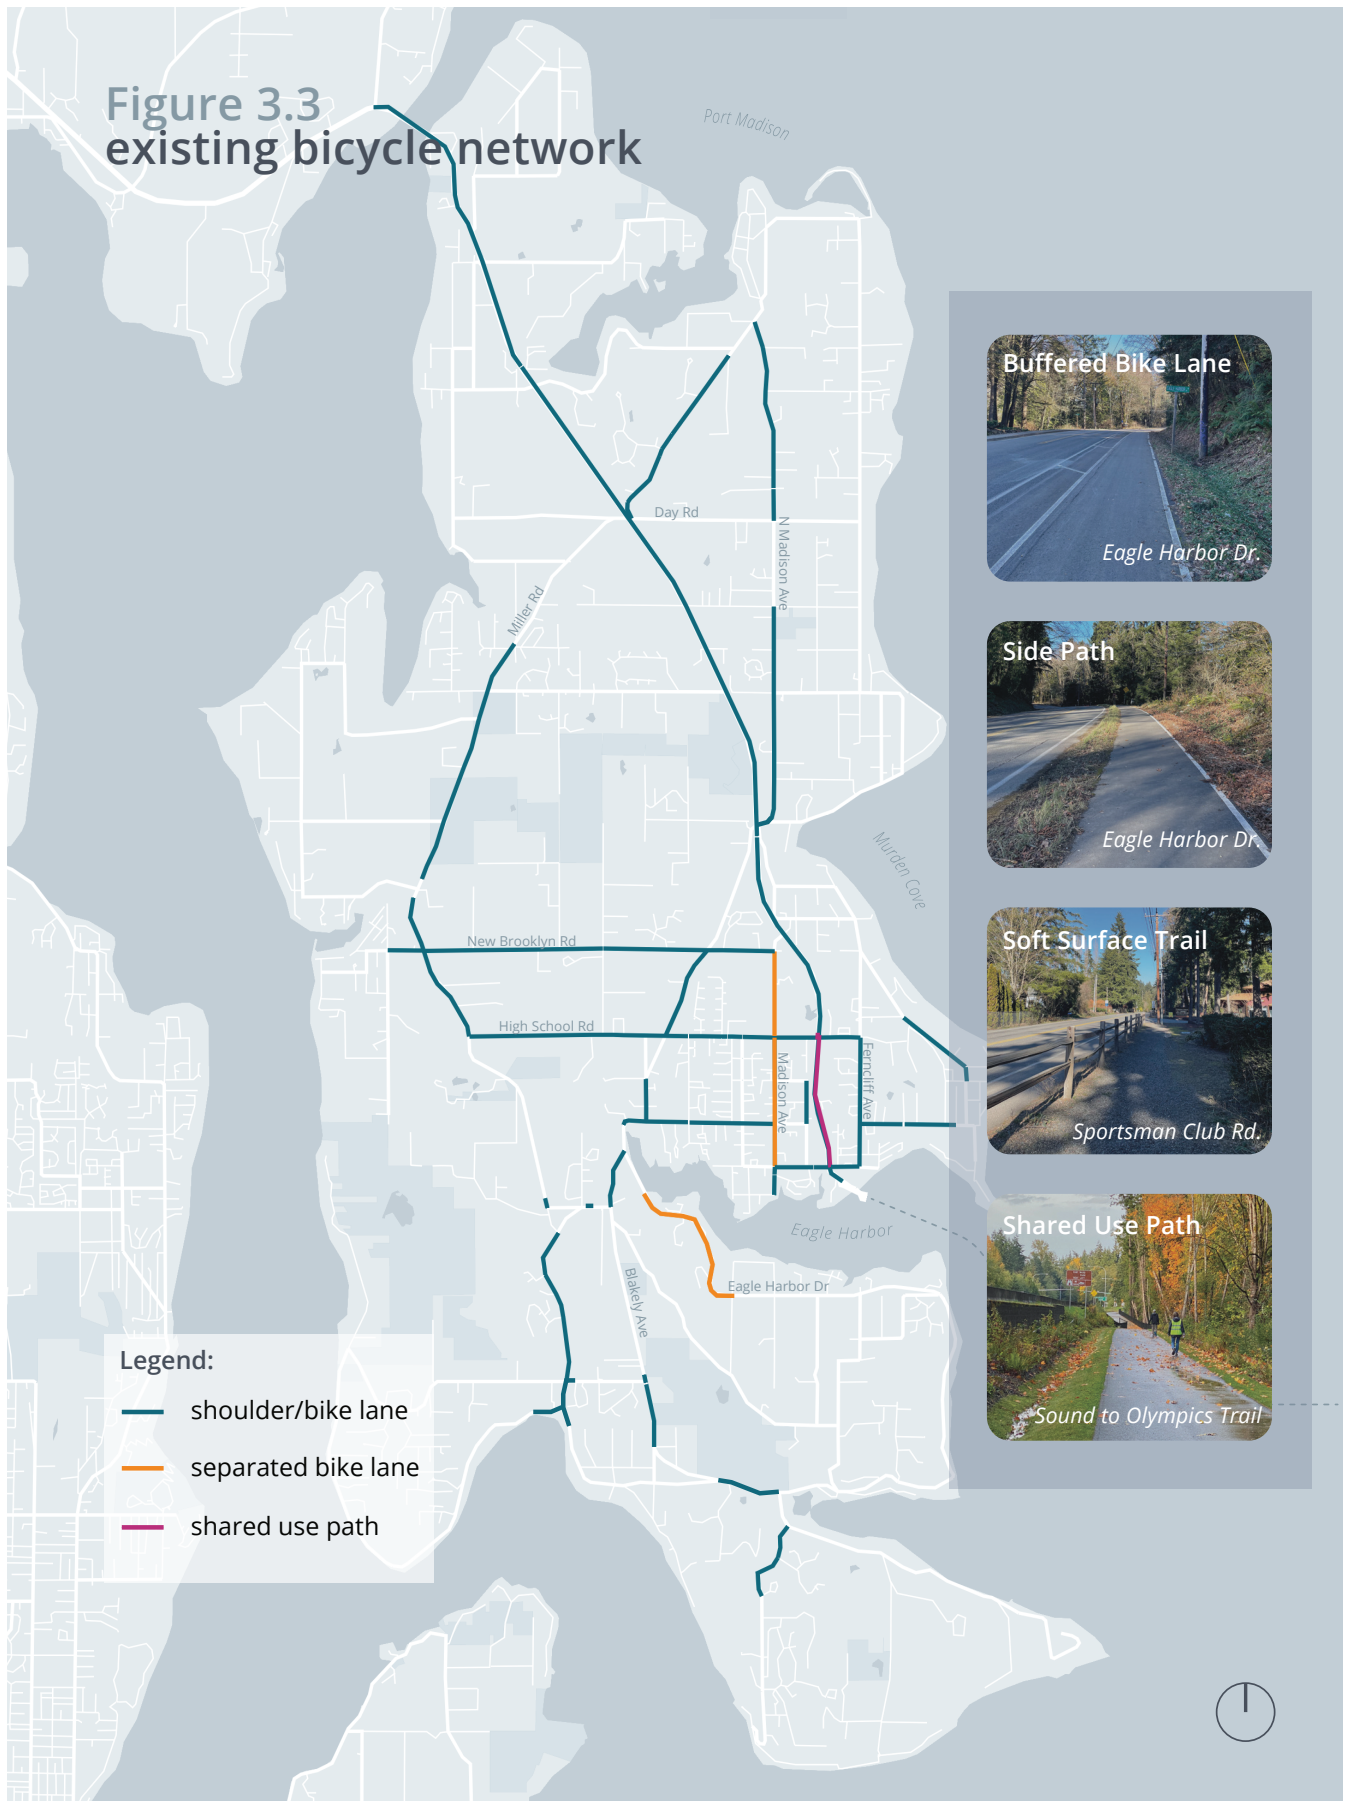 Figure 3.3
existing bicycle network
Port Madison
Day Rd
N Madison Ave
Miller Rd
Murden Cove
New Brooklyn Rd
High School Rd
Madison Ave
Ferncliff Ave
Eagle Harbor
Eagle Harbor Dr
Blakely Ave
Buffered Bike Lane
Eagle Harbor Dr.
Side Path
Eagle Harbor Dr.
Soft Surface Trail
Sportsman Club Rd.
Shared Use Path
Sound to Olympics Trail
Legend:
shoulder/bike lane
separated bike lane
shared use path